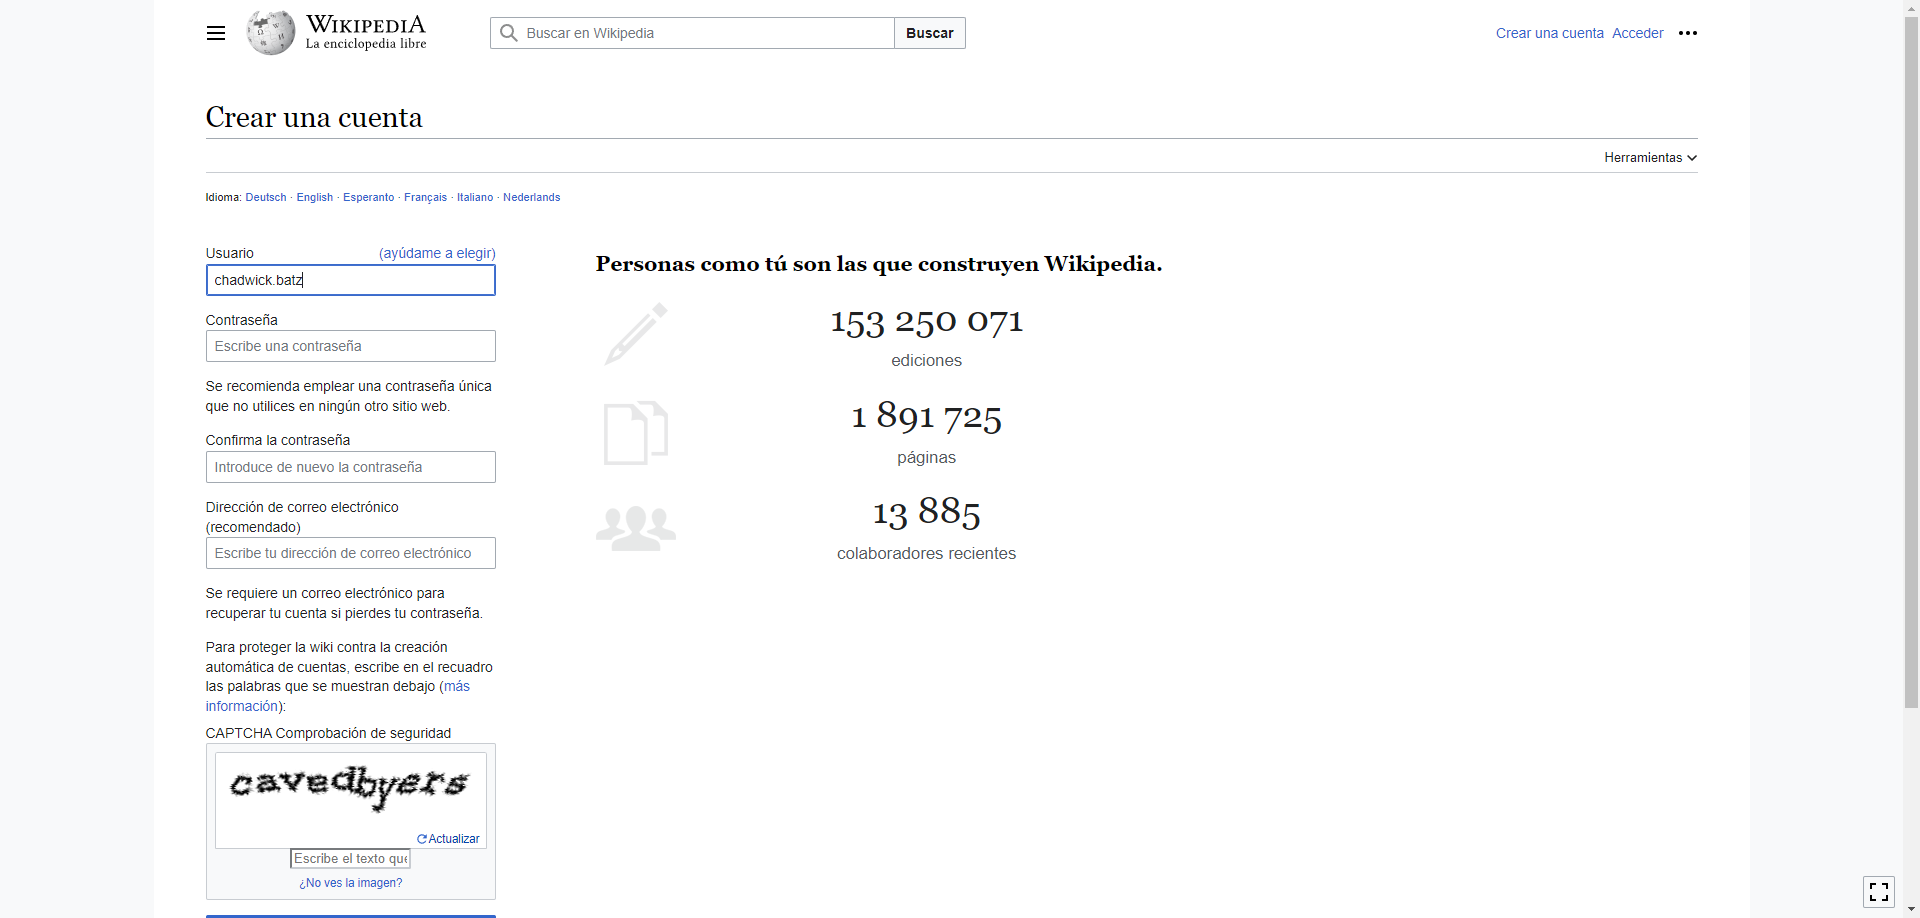 WIKIPEDIA
La enciclopedia libre
Buscar en Wikipedia
Buscar
Crear una cuenta
Acceder
Crear una cuenta
Herramientas
Idioma: Deutsch · English · Esperanto · Français · Italiano · Nederlands
Usuario
(ayúdame a elegir)
chadwick.batz
Contraseña
Escribe una contraseña
Se recomienda emplear una contraseña única
que no utilices en ningún otro sitio web.
Confirma la contraseña
Introduce de nuevo la contraseña
Dirección de correo electrónico
(recomendado)
Escribe tu dirección de correo electrónico
Se requiere un correo electrónico para
recuperar tu cuenta si pierdes tu contraseña.
Para proteger la wiki contra la creación
automática de cuentas, escribe en el recuadro
las palabras que se muestran debajo (más
información):
CAPTCHA Comprobación de seguridad
cavedbyers
Actualizar
Escribe el texto que
¿No ves la imagen?
Personas como tú son las que construyen Wikipedia.
153 250 071
ediciones
1 891 725
páginas
13 885
colaboradores recientes